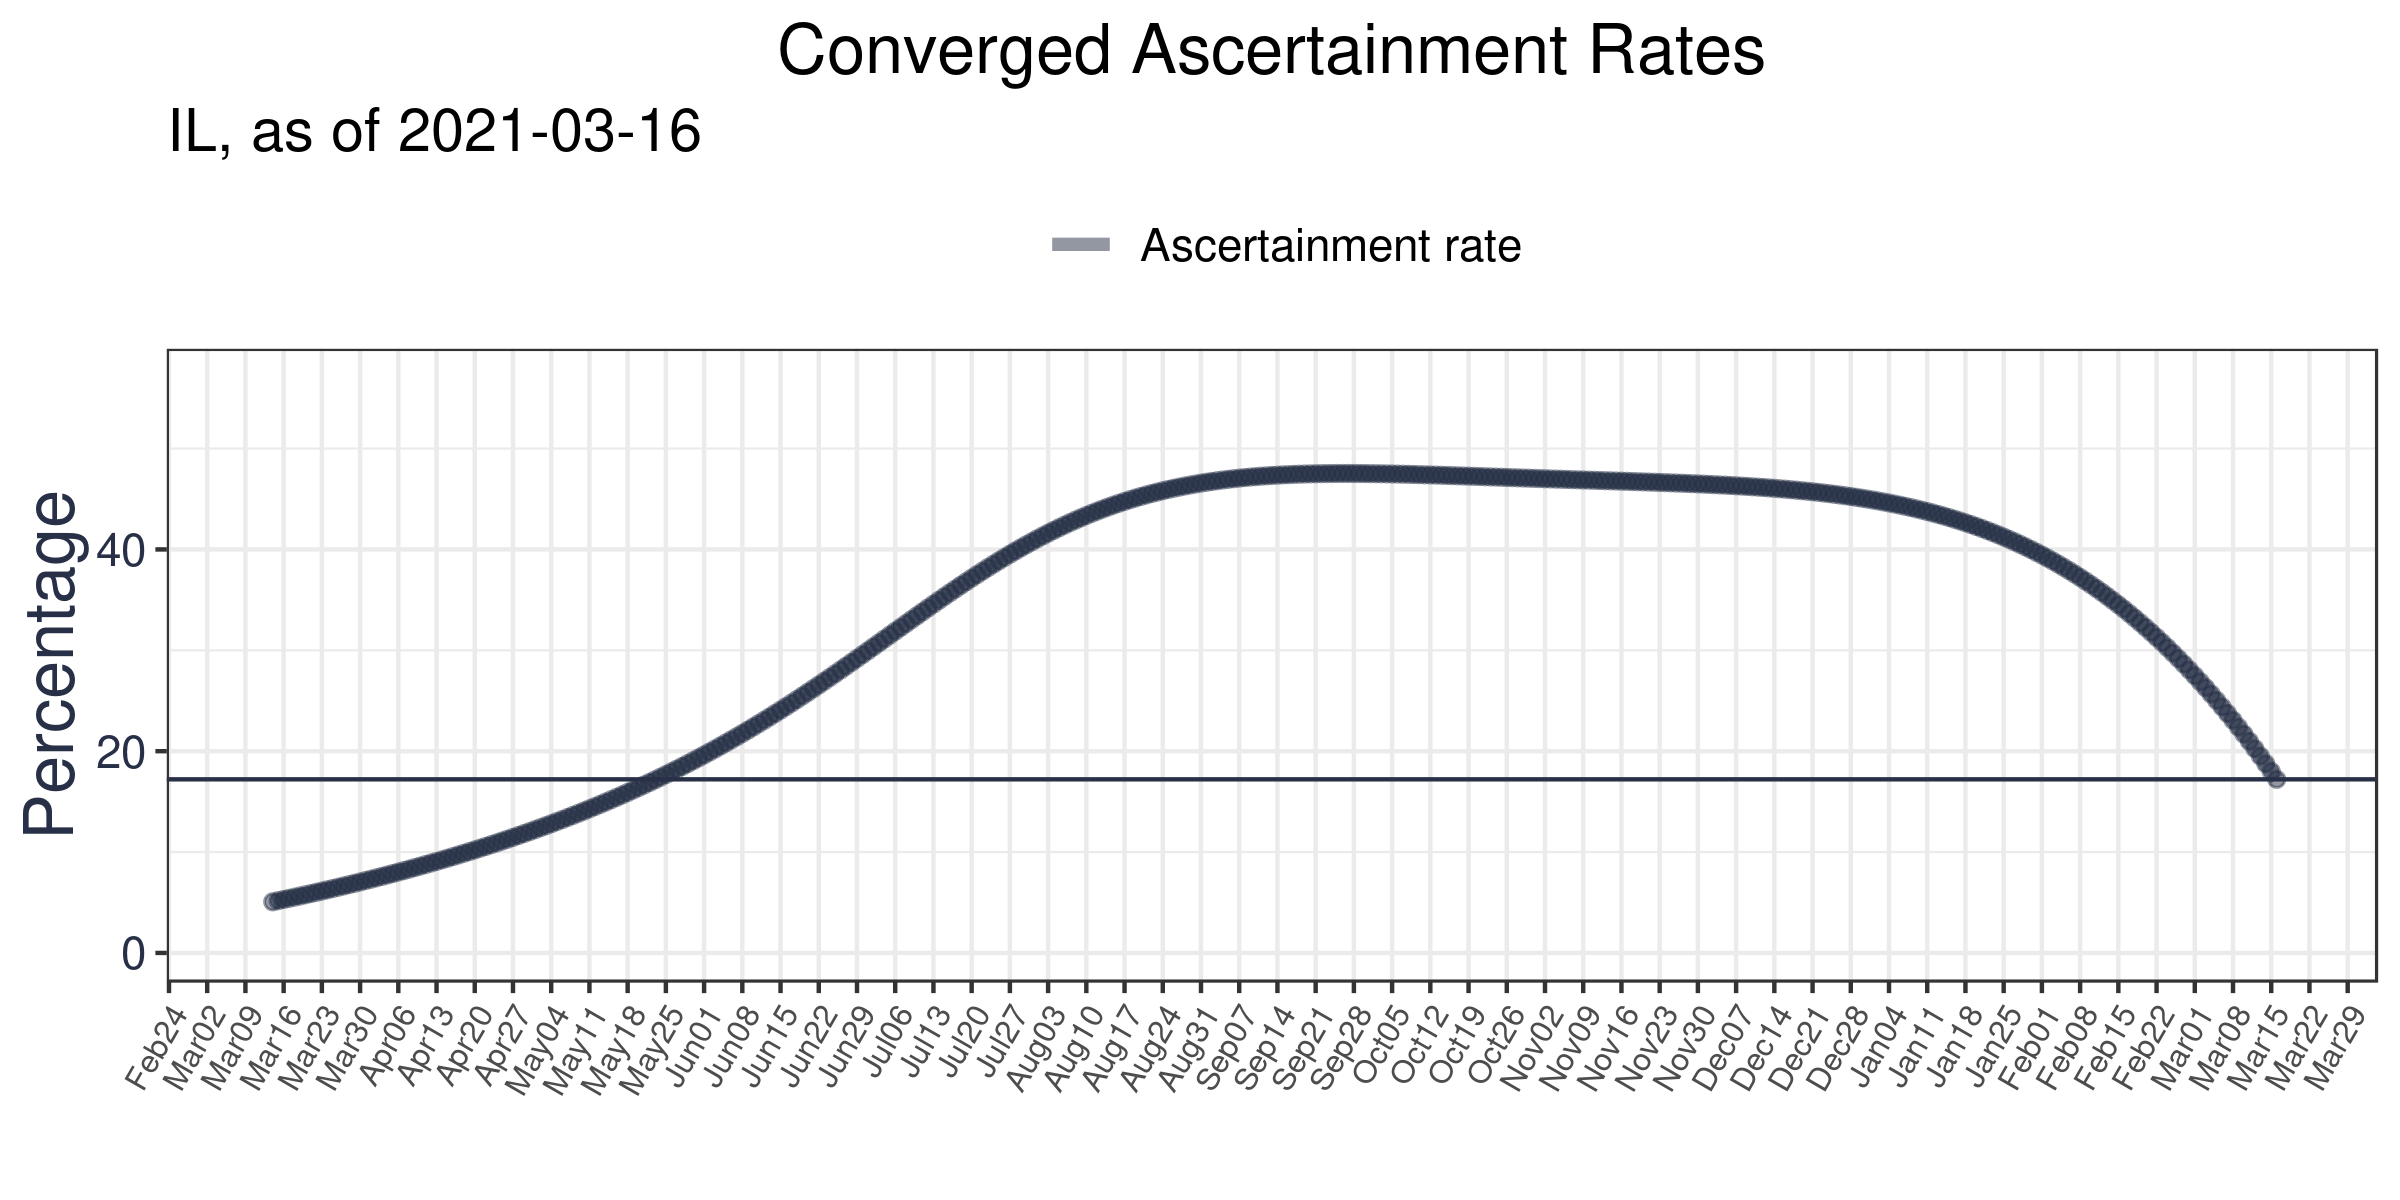 Converged Ascertainment Rates
IL, as of 2021-03-16
Ascertainment rate
Percentage
40
20
0
Feb24
Mar02
Mar09
Mar16
Mar23
Mar30
Apr06
Apr13
Apr20
Apr27
May04
May11
May18
May25
Jun01
Jun08
Jun15
Jun22
Jun29
Jul06
Jul13
Jul20
Jul27
Aug03
Aug10
Aug17
Aug24
Aug31
Sep07
Sep14
Sep21
Sep28
Oct05
Oct12
Oct19
Oct26
Nov02
Nov09
Nov16
Nov23
Nov30
Dec07
Dec14
Dec21
Dec28
Jan04
Jan11
Jan18
Jan25
Feb01
Feb08
Feb15
Feb22
Mar01
Mar08
Mar15
Mar22
Mar29